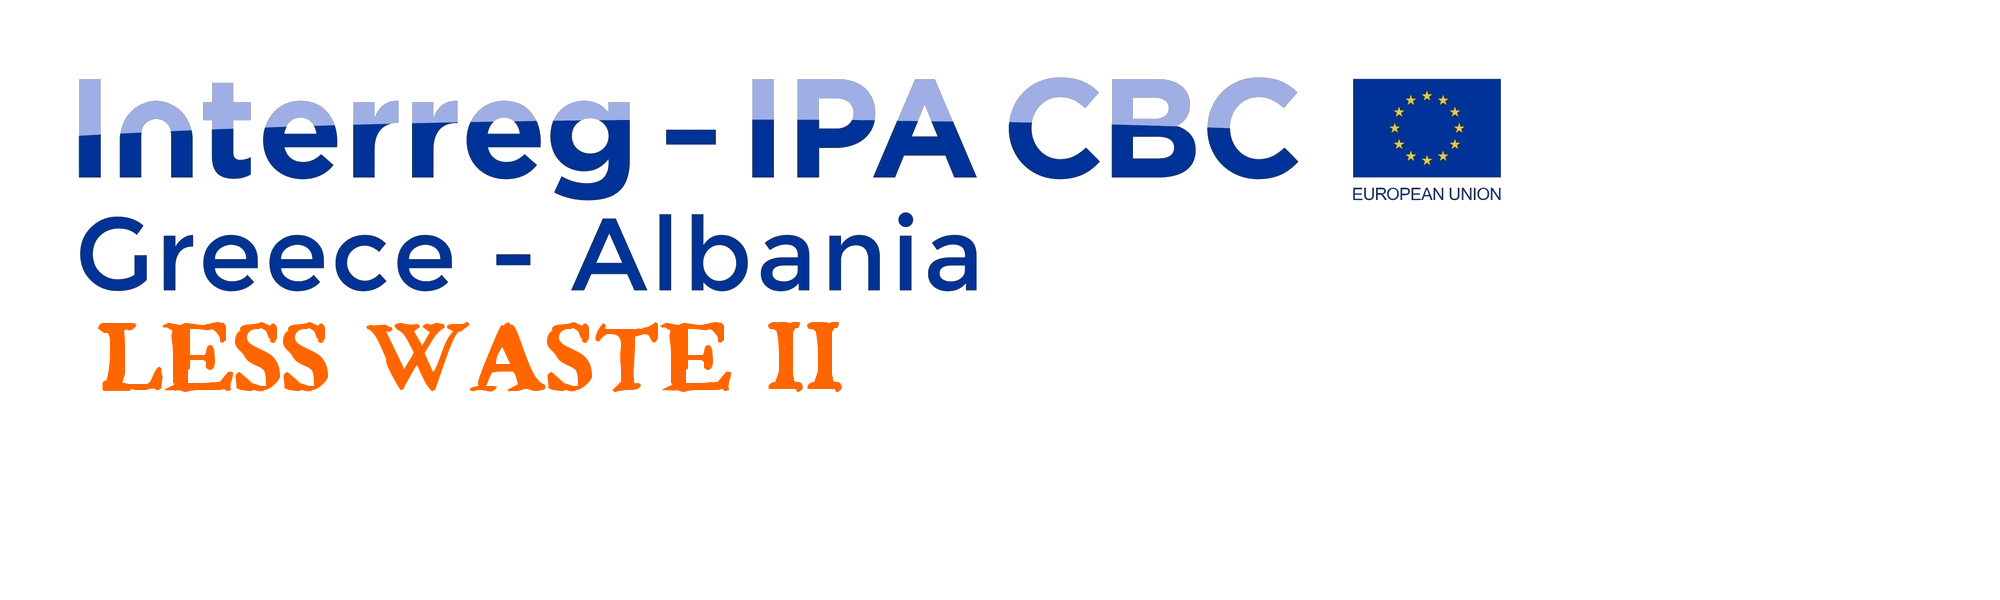 Interreg - IPA CBC
EUROPEAN UNION
Greece - Albania
LESS WASTE II